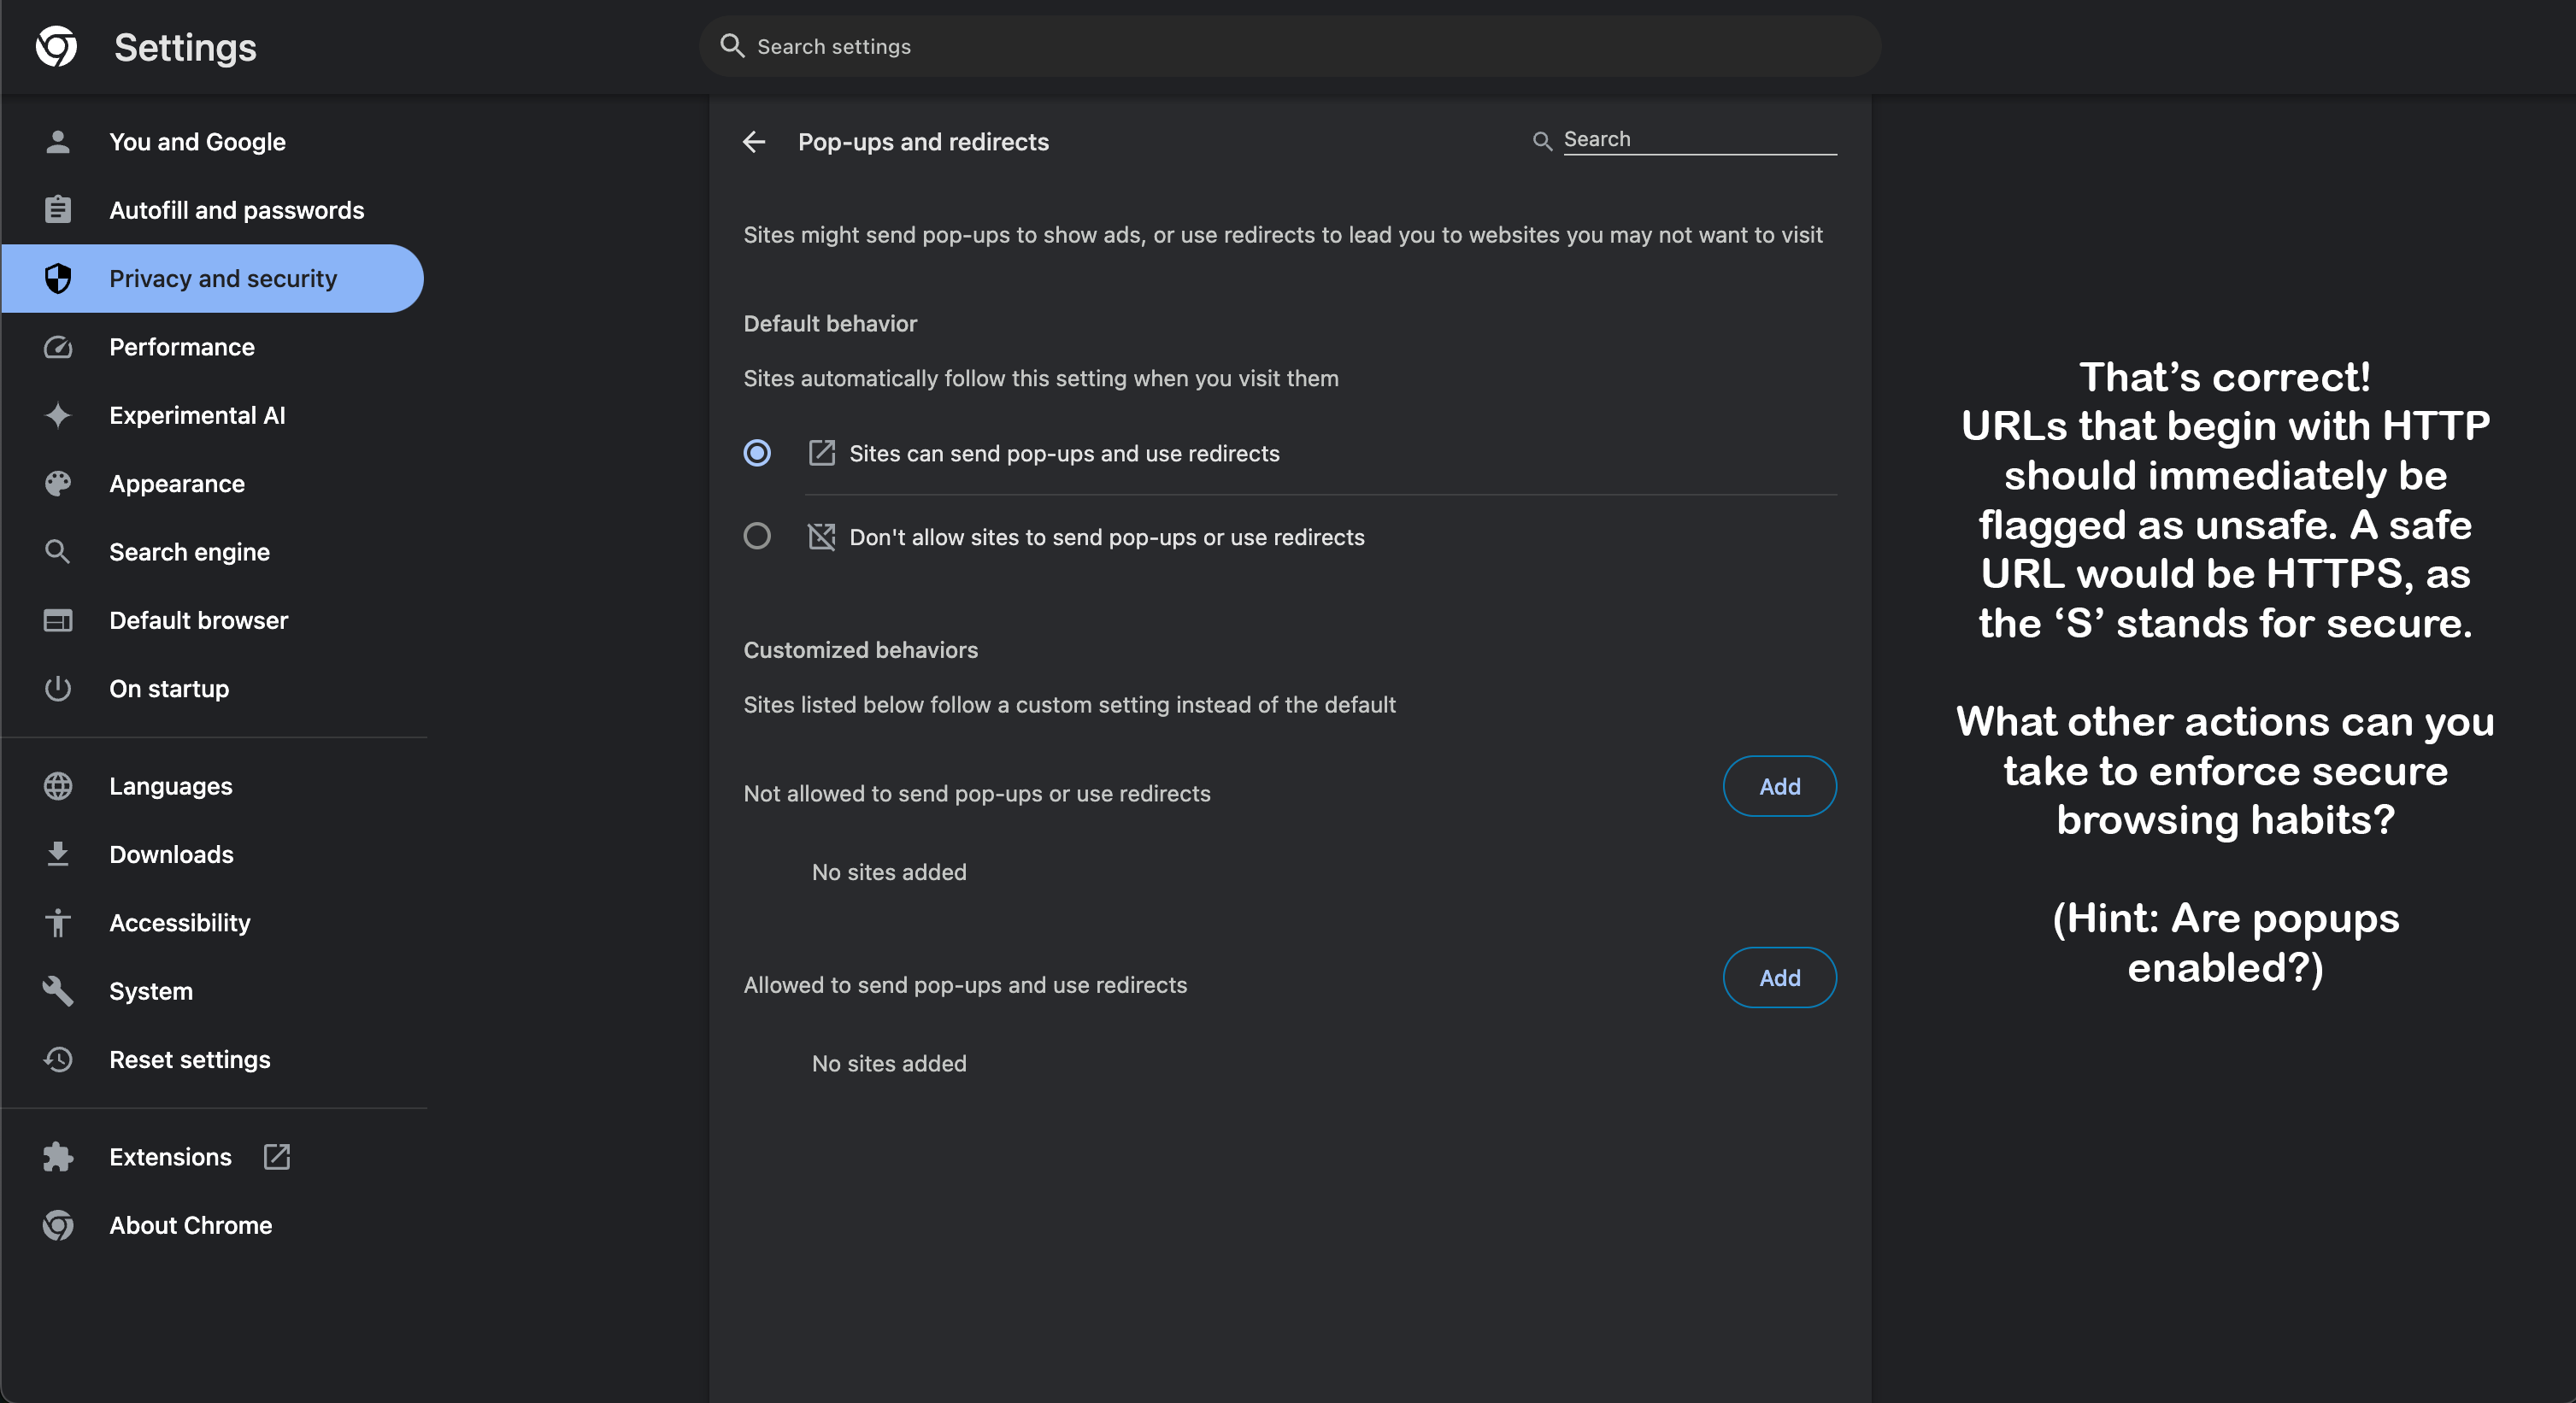 Settings
Search settings
You and Google
Autofill and passwords
Privacy and security
Performance
Experimental AI
Appearance
Search engine
Default browser
On startup
Languages
Downloads
Accessibility
System
Reset settings
Extensions
About Chrome
Pop-ups and redirects
Search
Sites might send pop-ups to show ads, or use redirects to lead you to websites you may not want to visit
Default behavior
Sites automatically follow this setting when you visit them
Sites can send pop-ups and use redirects
Don't allow sites to send pop-ups or use redirects
Customized behaviors
Sites listed below follow a custom setting instead of the default
Not allowed to send pop-ups or use redirects
Add
No sites added
Allowed to send pop-ups and use redirects
Add
No sites added
That’s correct!
URLs that begin with HTTP
should immediately be
flagged as unsafe. A safe
URL would be HTTPS, as
the ‘S’ stands for secure.
What other actions can you
take to enforce secure
browsing habits?
(Hint: Are popups
enabled?)